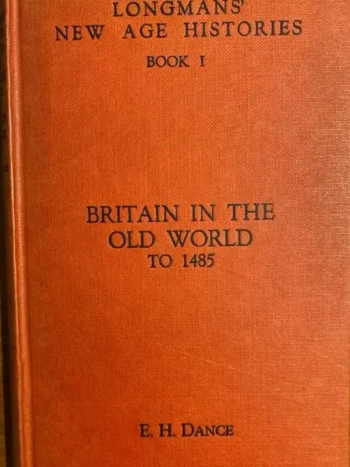 LONGMANS'
NEW AGE HISTORIES
BOOK I
BRITAIN IN THE
OLD WORLD
TO 1485
E. H. DANCE